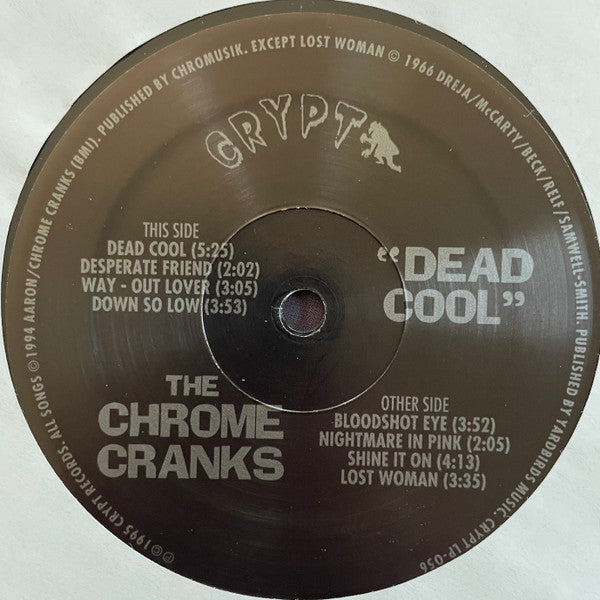 ℗©1995 CRYPT RECORDS. ALL SONGS ©1994 AARON/CHROME CRANKS (BMI). PUBLISHED BY CHROMUSIK. EXCEPT LOST WOMAN © 1966 DREJA/McCARTY/BECK/RELF/SAMWELL-SMITH. PUBLISHED BY YARDBIRDS MUSIC. CRYPT LP-056
CRYPT
THIS SIDE
DEAD COOL (5:25)
DESPERATE FRIEND (2:02)
WAY - OUT LOVER (3:05)
DOWN SO LOW (3:53)
“DEAD
COOL”
THE
CHROME
CRANKS
OTHER SIDE
BLOODSHOT EYE (3:52)
NIGHTMARE IN PINK (2:05)
SHINE IT ON (4:13)
LOST WOMAN (3:35)